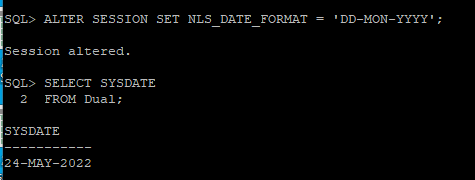 SQL> ALTER SESSION SET NLS_DATE_FORMAT = 'DD-MON-YYYY';
Session altered.
SQL> SELECT SYSDATE
2 FROM Dual;
SYSDATE
-----------
24-MAY-2022